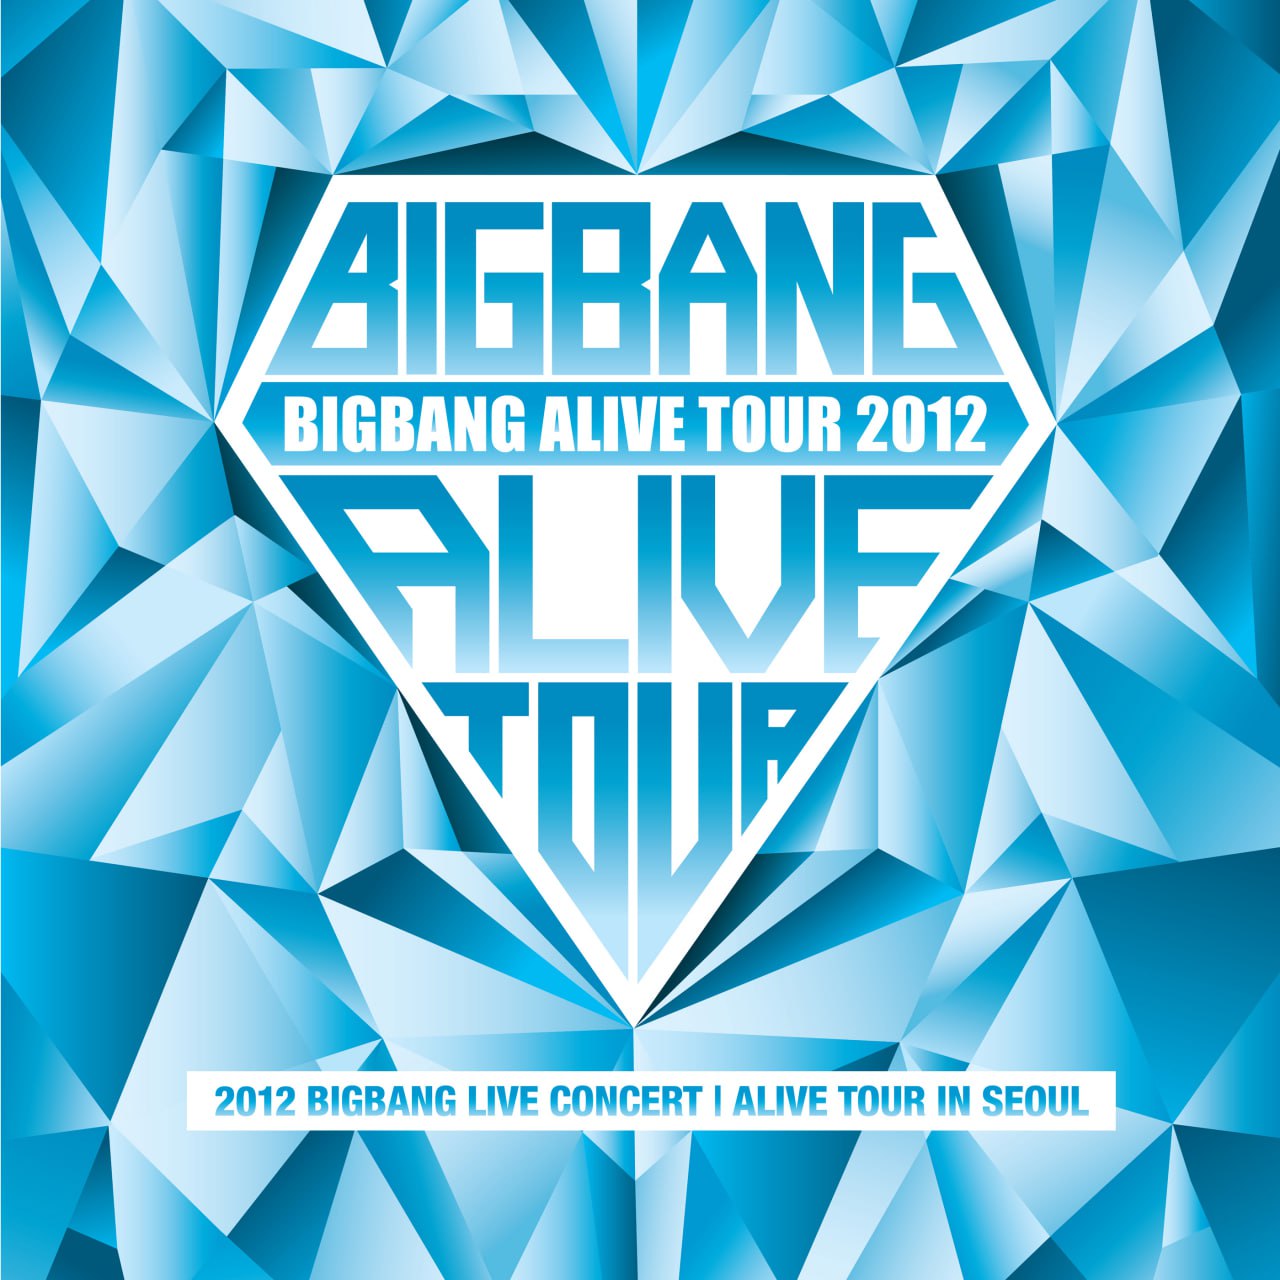 BIGBANG
BIGBANG ALIVE TOUR 2012
ALIVE
TOUR
2012 BIGBANG LIVE CONCERT | ALIVE TOUR IN SEOUL